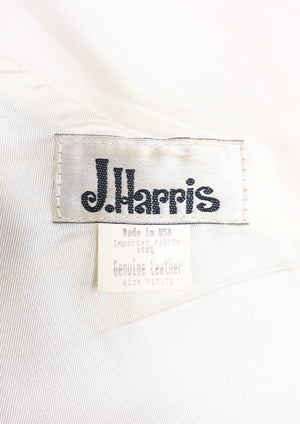 J.Harris
Made in USA
Imported Fabric
100%
Genuine Leather
size PETITE